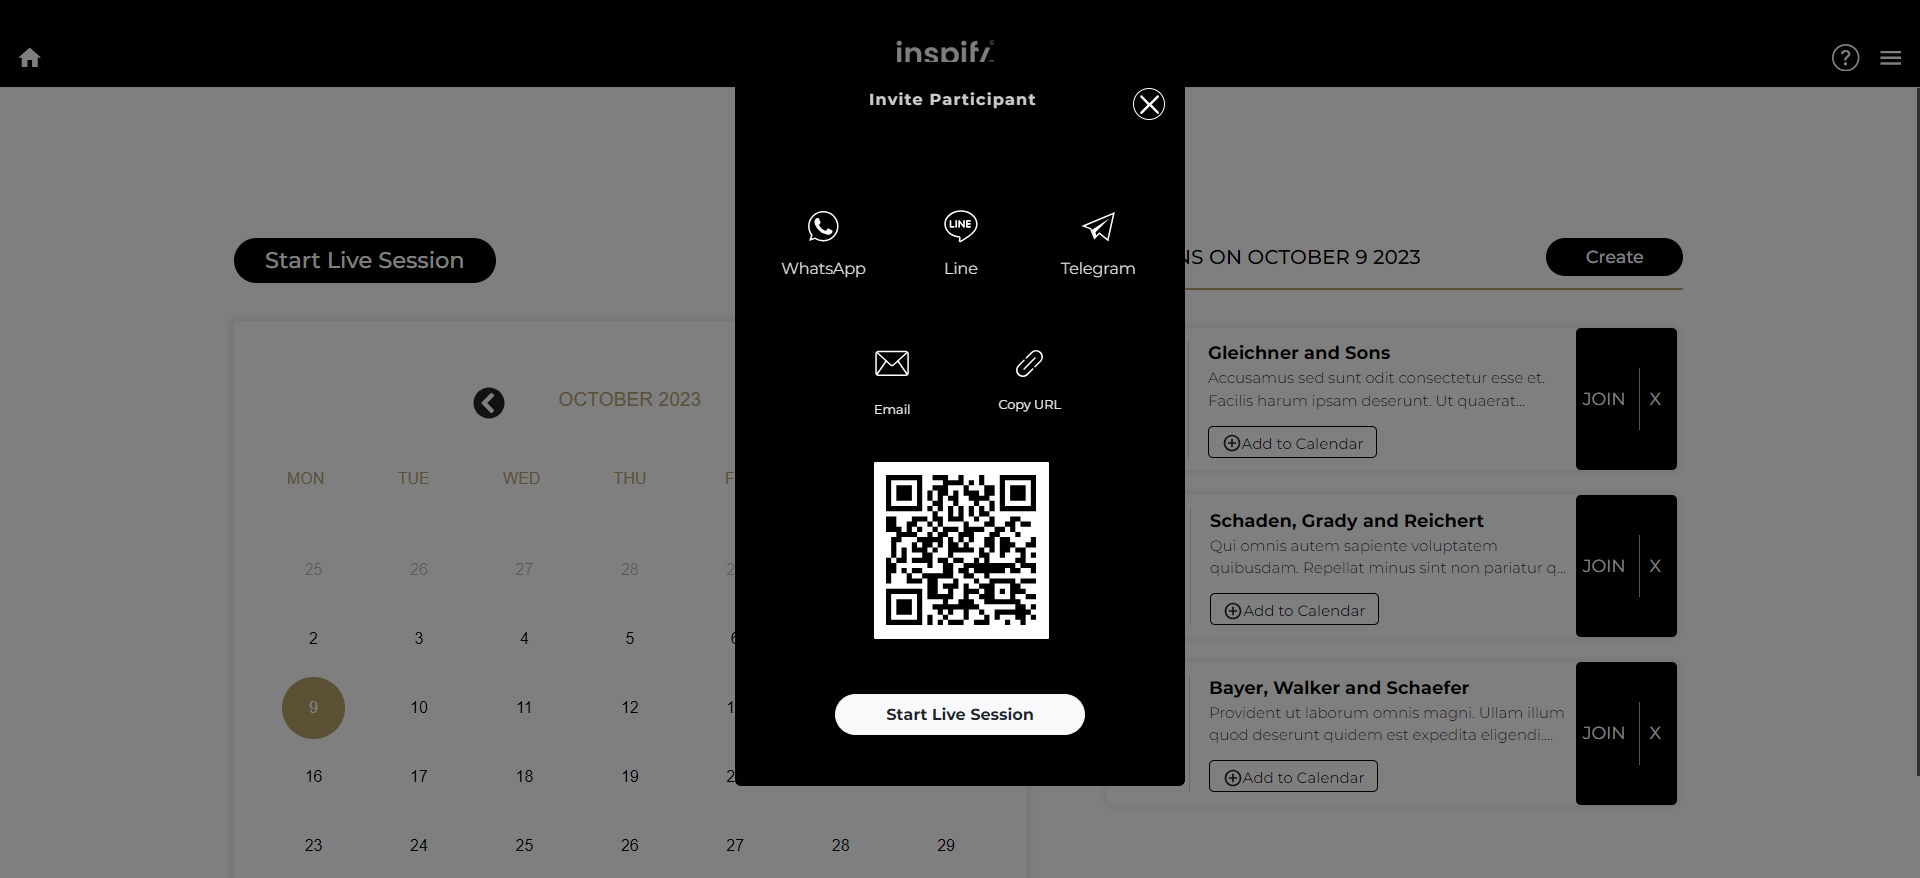 inspify
Invite Participant
WhatsApp
LINE
Line
Telegram
Email
Copy URL
Start Live Session
Start Live Session
OCTOBER 2023
MON TUE WED THU F
25 26 27 28 2
2 3 4 5
9 10 11 12 1
16 17 18 19 2
23 24 25 26 27 28 29
NS ON OCTOBER 9 2023
Create
Gleichner and Sons
Accusamus sed sunt odit consectetur esse et.
Facilis harum ipsam deserunt. Ut quaerat...
Add to Calendar
JOIN X
Schaden, Grady and Reichert
Qui omnis autem sapiente voluptatem
quibusdam. Repellat minus sint non pariatur q...
Add to Calendar
JOIN X
Bayer, Walker and Schaefer
Provident ut laborum omnis magni. Ullam illum
quod deserunt quidem est expedita eligendi....
Add to Calendar
JOIN X